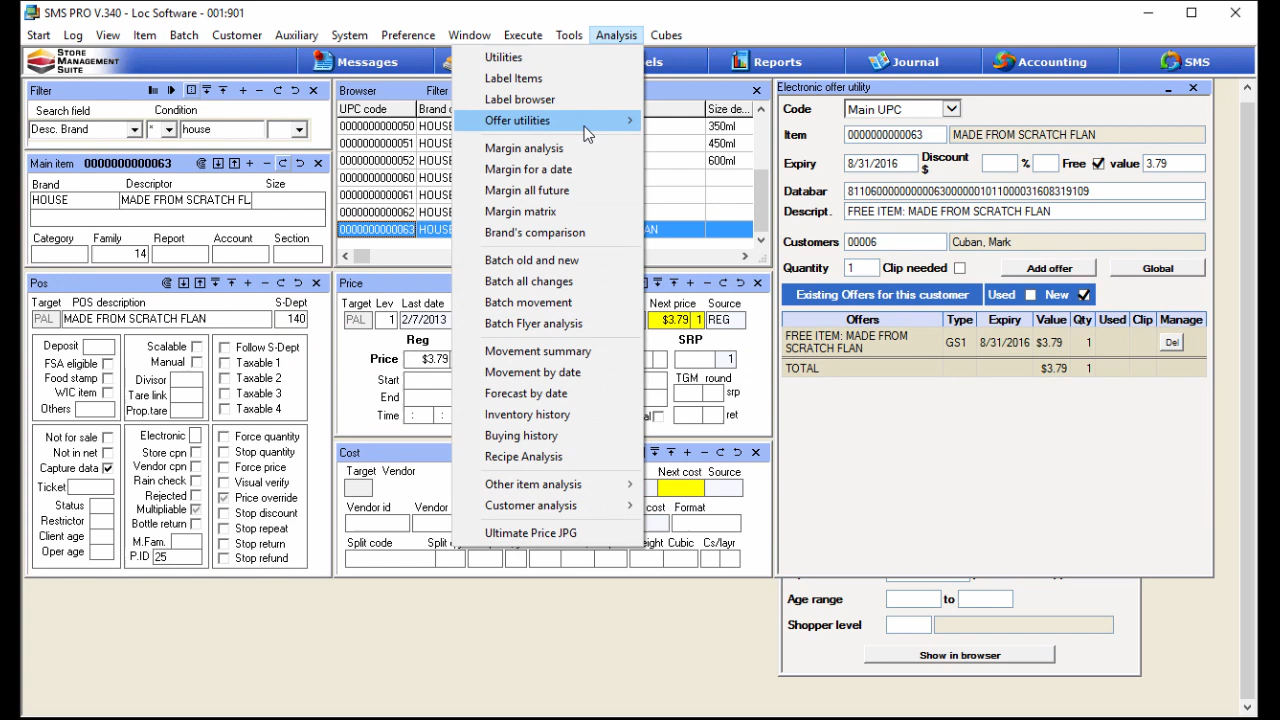 SMS PRO V.340 - Loc Software - 001:901
Start Log View Item Batch Customer Auxiliary System Preference Window Execute Tools Analysis Cubes
STORE MANAGEMENT SUITE
Messages
els
Reports
Journal
Accounting
SMS
Filter
Search field Condition
Desc. Brand * house
Main item 0000000000063
Brand Descriptor Size
HOUSE MADE FROM SCRATCH FL
Category Family Report Account Section
14
Browser Filter
UPC code Brand Size de...
0000000000050 HOUSE 350ml
0000000000051 HOUSE 450ml
0000000000052 HOUSE 600ml
0000000000060 HOUSE
0000000000061 HOUSE
0000000000062 HOUSE
0000000000063 HOUSE AN
Utilities
Label Items
Label browser
Offer utilities
Margin analysis
Margin for a date
Margin all future
Margin matrix
Brand's comparison
Batch old and new
Batch all changes
Batch movement
Batch Flyer analysis
Movement summary
Movement by date
Forecast by date
Inventory history
Buying history
Recipe Analysis
Other item analysis
Customer analysis
Ultimate Price JPG
Pos
Target POS description S-Dept
PAL MADE FROM SCRATCH FLAN 140
Deposit
FSA eligible
Food stamp
WIC item
Others
Scalable
Manual
Divisor
Tare link
Prop.tare
Follow S-Dept
Taxable 1
Taxable 2
Taxable 3
Taxable 4
Not for sale
Not in net
Capture data
Ticket
Status
Restrictor
Client age
Oper age
Electronic
Store cpn
Vendor cpn
Rain check
Rejected
Multipliable
Bottle return
M.Fam.
P.ID 25
Force quantity
Stop quantity
Force price
Visual verify
Price override
Stop discount
Stop repeat
Stop return
Stop refund
Price
Target Lev Last date Next price Source
PAL 1 2/7/2013 $3.79 1 REG
Reg SRP
Price $3.79 1
Start TGM round
End srp
Time : : al ret
Cost
Target Vendor Next cost Source
Vendor id Vendor cost Format
Split code Split eight Cubic Cs/layr
Electronic offer utility
Code Main UPC
Item 0000000000063 MADE FROM SCRATCH FLAN
Expiry 8/31/2016 Discount $ % Free value 3.79
Databar 8110600000000063000000101100003160831910​9
Descript. FREE ITEM: MADE FROM SCRATCH FLAN
Customers 00006 Cuban, Mark
Quantity 1 Clip needed Add offer Global
Existing Offers for this customer Used New
Offers Type Expiry Value Qty Used Clip Manage
FREE ITEM: MADE FROM
SCRATCH FLAN GS1 8/31/2016 $3.79 1 Del
TOTAL $3.79 1
Age range to
Shopper level
Show in browser